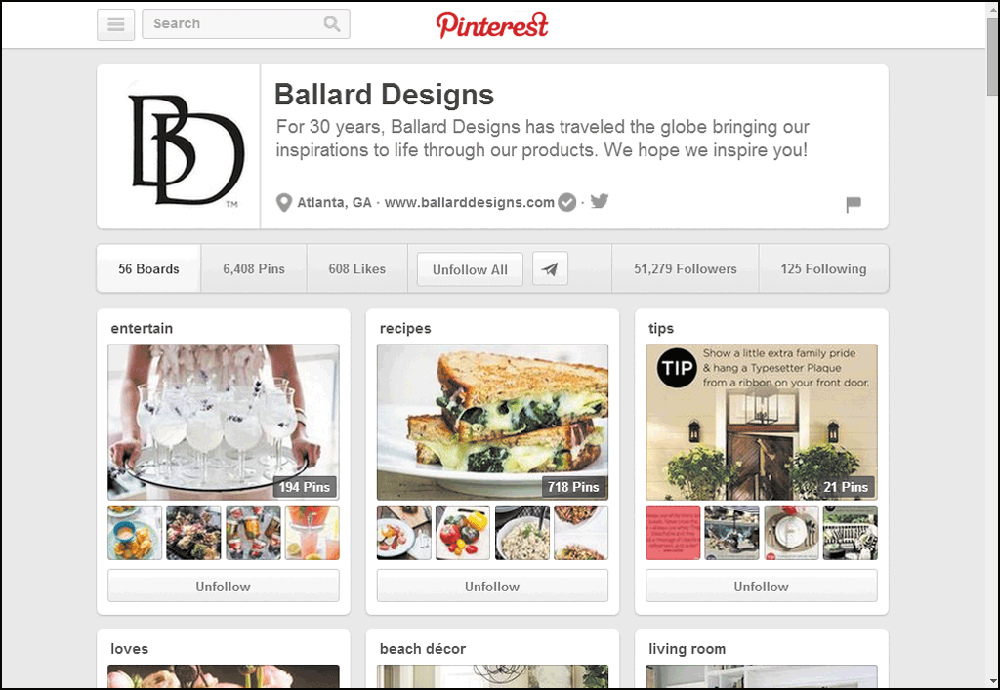 Search
Pinterest
BD
TM
Ballard Designs
For 30 years, Ballard Designs has traveled the globe bringing our
inspirations to life through our products. We hope we inspire you!
Atlanta, GA · www.ballarddesigns.com ·
56 Boards
6,408 Pins
608 Likes
Unfollow All
51,279 Followers
125 Following
entertain
194 Pins
Unfollow
recipes
718 Pins
Unfollow
tips
TIP
Show a little extra family pride
& hang a Typesetter Plaque
from a ribbon on your front door.
21 Pins
Unfollow
loves
beach décor
living room